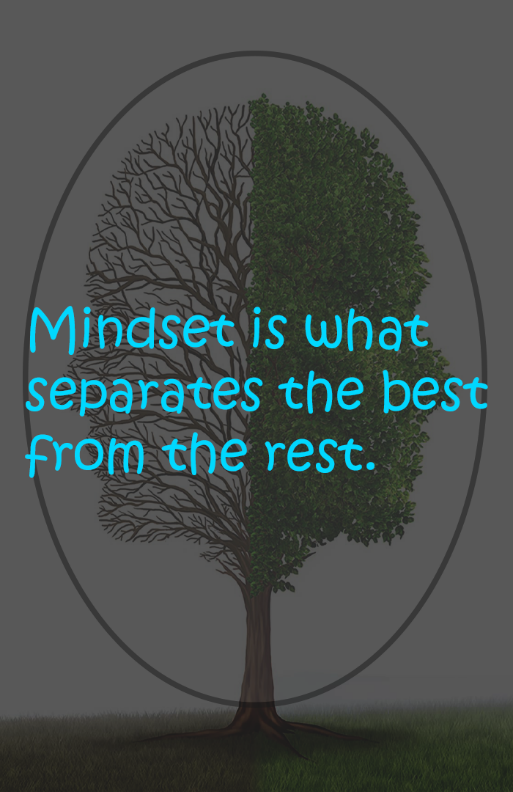 Mindset is what
separates the best
from the rest.